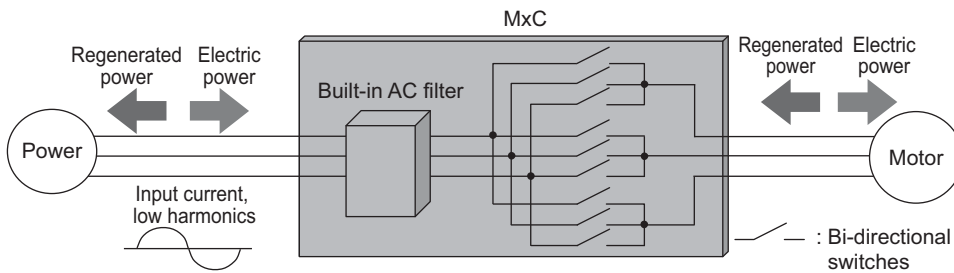 MxC
Regenerated
power
Electric
power
Built-in AC filter
Regenerated
power
Electric
power
Power
Motor
Input current,
low harmonics
: Bi-directional
switches